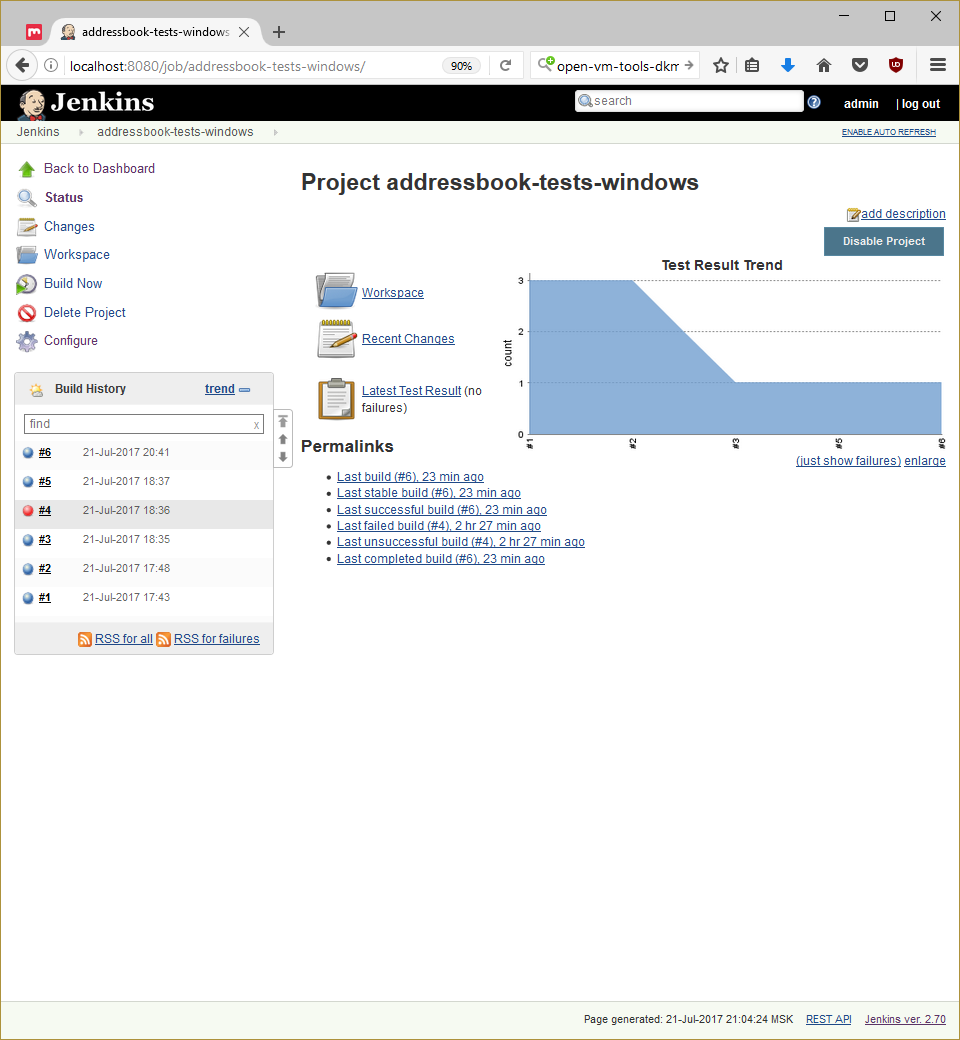 addressbook-tests-windows
localhost:8080/job/addressbook-tests-windows/
90%
open-vm-tools-dkm
Jenkins
search
admin
| log out
Jenkins
addressbook-tests-windows
ENABLE AUTO REFRESH
Back to Dashboard
Status
Changes
Workspace
Build Now
Delete Project
Configure
Build History
trend
find
x
#6 21-Jul-2017 20:41
#5 21-Jul-2017 18:37
#4 21-Jul-2017 18:36
#3 21-Jul-2017 18:35
#2 21-Jul-2017 17:48
#1 21-Jul-2017 17:43
RSS for all RSS for failures
Project addressbook-tests-windows
add description
Disable Project
Workspace
Recent Changes
Latest Test Result (no
failures)
Test Result Trend
count
3
2
1
0
#1
#2
#3
#5
#6
(just show failures) enlarge
Permalinks
Last build (#6), 23 min ago
Last stable build (#6), 23 min ago
Last successful build (#6), 23 min ago
Last failed build (#4), 2 hr 27 min ago
Last unsuccessful build (#4), 2 hr 27 min ago
Last completed build (#6), 23 min ago
Page generated: 21-Jul-2017 21:04:24 MSK
REST API
Jenkins ver. 2.70